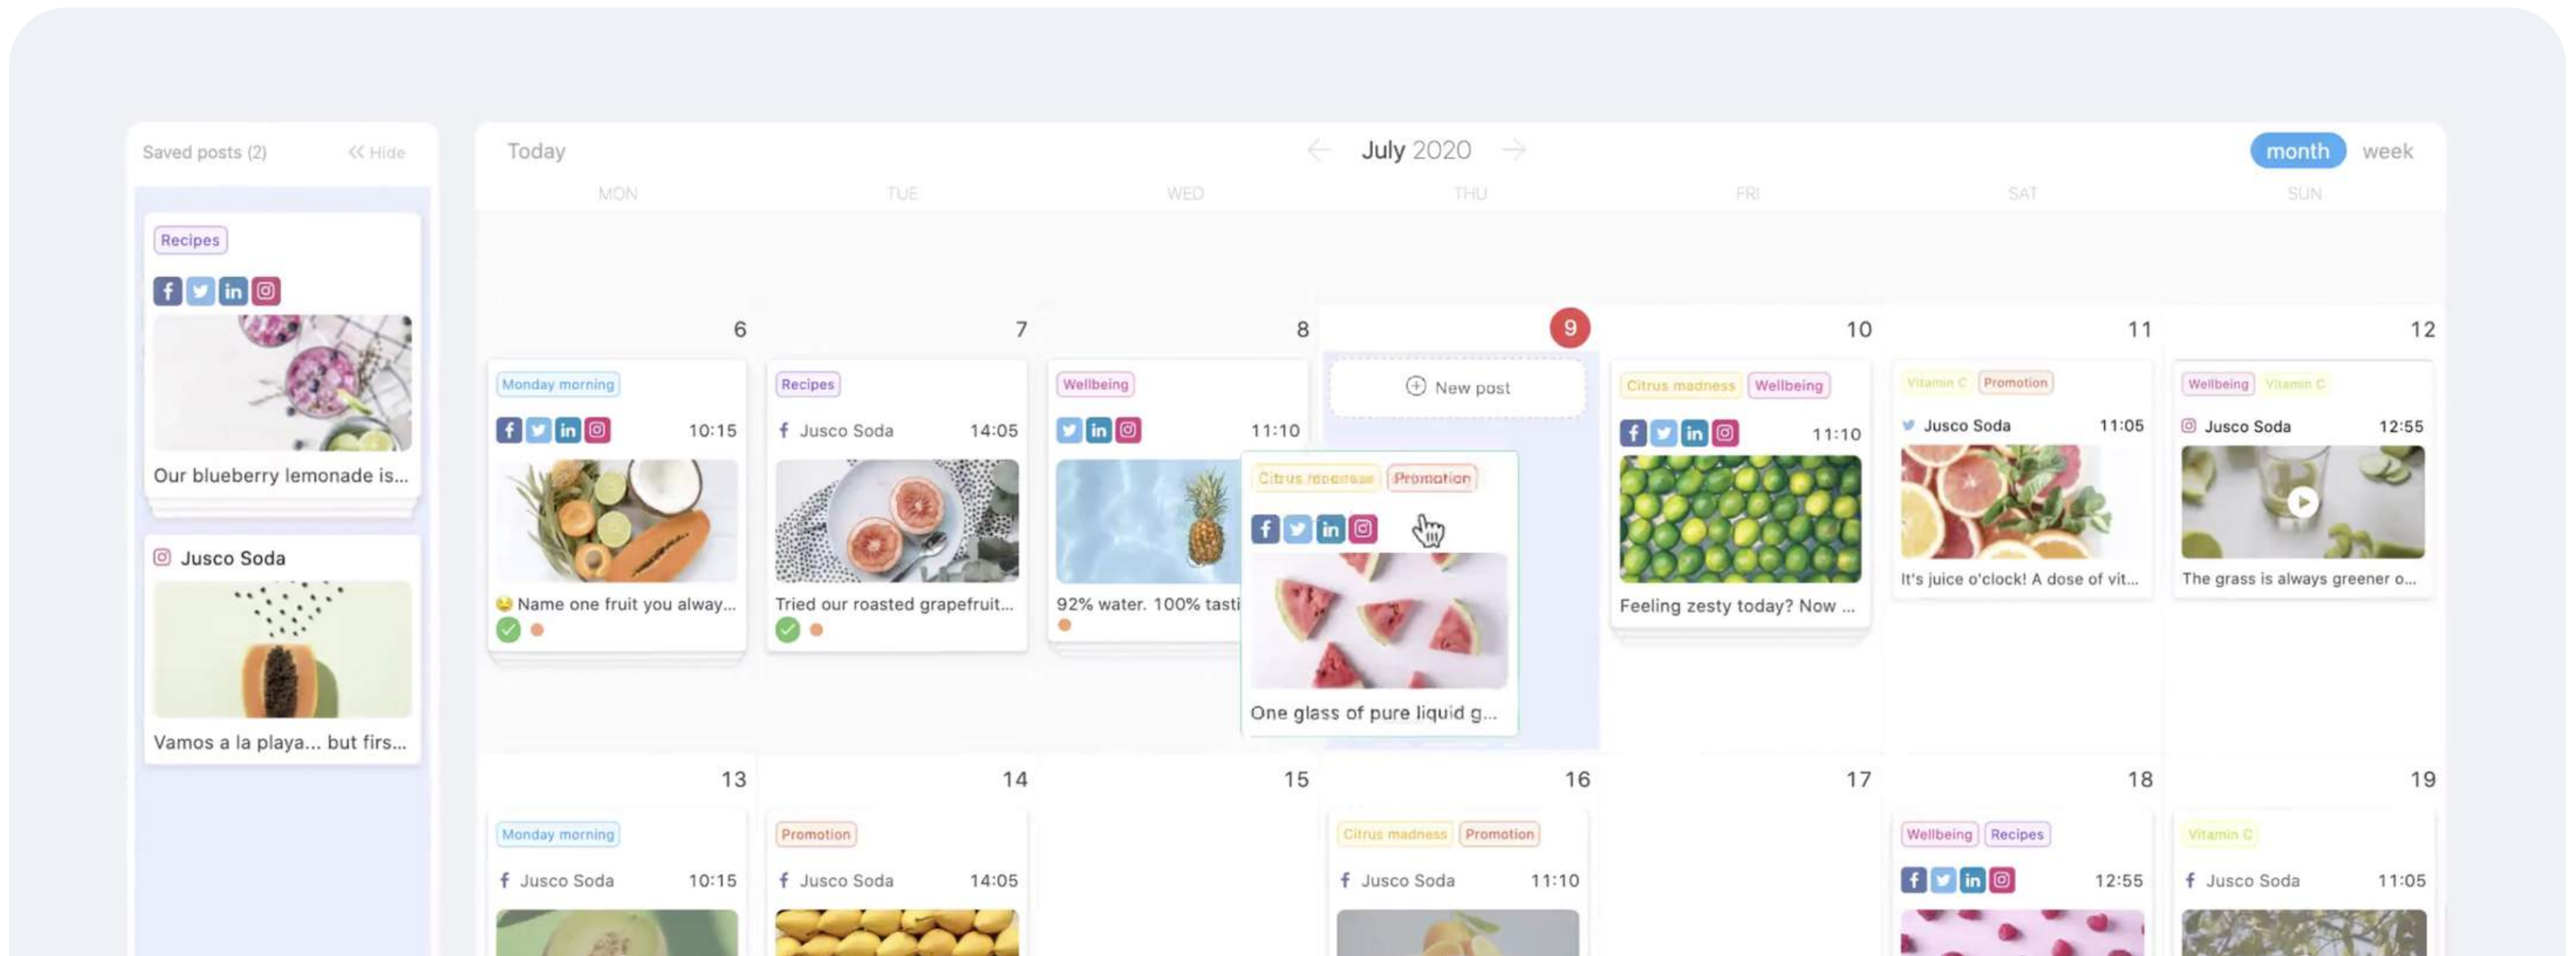 Saved posts (2) Hide
Today
July 2020
month week
MON TUE WED THU FRI SAT SUN
Recipes
Our blueberry lemonade is...
Jusco Soda
Vamos a la playa... but firs...
6
Monday morning
10:15
Name one fruit you alway...
7
Recipes
Jusco Soda 14:05
Tried our roasted grapefruit...
8
Wellbeing
11:10
92% water. 100% tasti
9
New post
Citrus madness Promotion
One glass of pure liquid g...
10
Citrus madness Wellbeing
11:10
Feeling zesty today? Now ...
11
Vitamin C Promotion
Jusco Soda 11:05
It's juice o'clock! A dose of vit...
12
Wellbeing Vitamin C
Jusco Soda 12:55
The grass is always greener o...
13
Monday morning
Jusco Soda 10:15
14
Promotion
Jusco Soda 14:05
15
16
Citrus madness Promotion
Jusco Soda 11:10
17
18
Wellbeing Recipes
12:55
19
Vitamin C
Jusco Soda 11:05